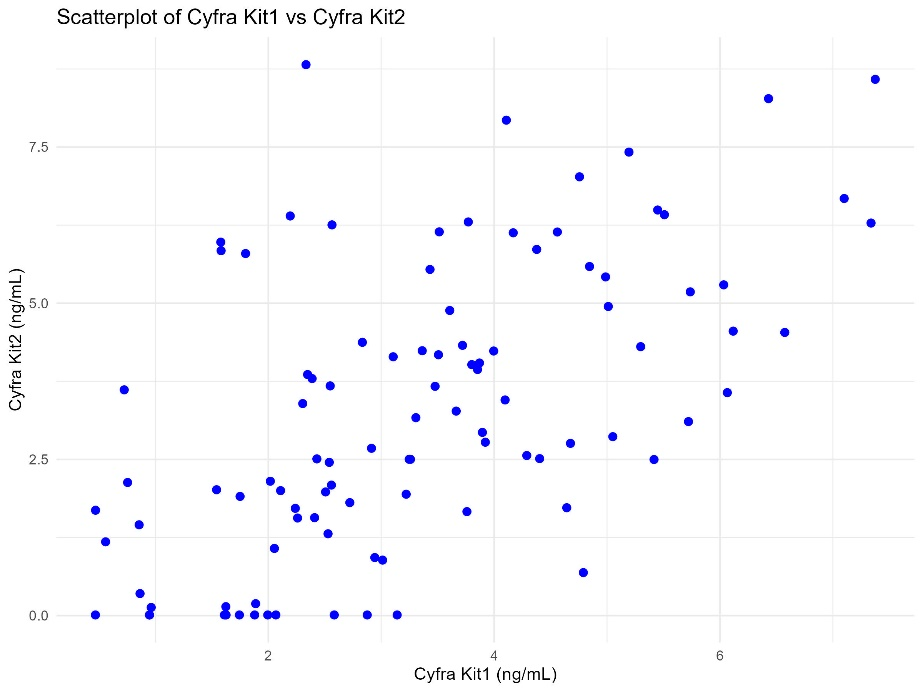 Scatterplot of Cyfra Kit1 vs Cyfra Kit2
Cyfra Kit2 (ng/mL)
7.5
5.0
2.5
0.0
2 4 6
Cyfra Kit1 (ng/mL)